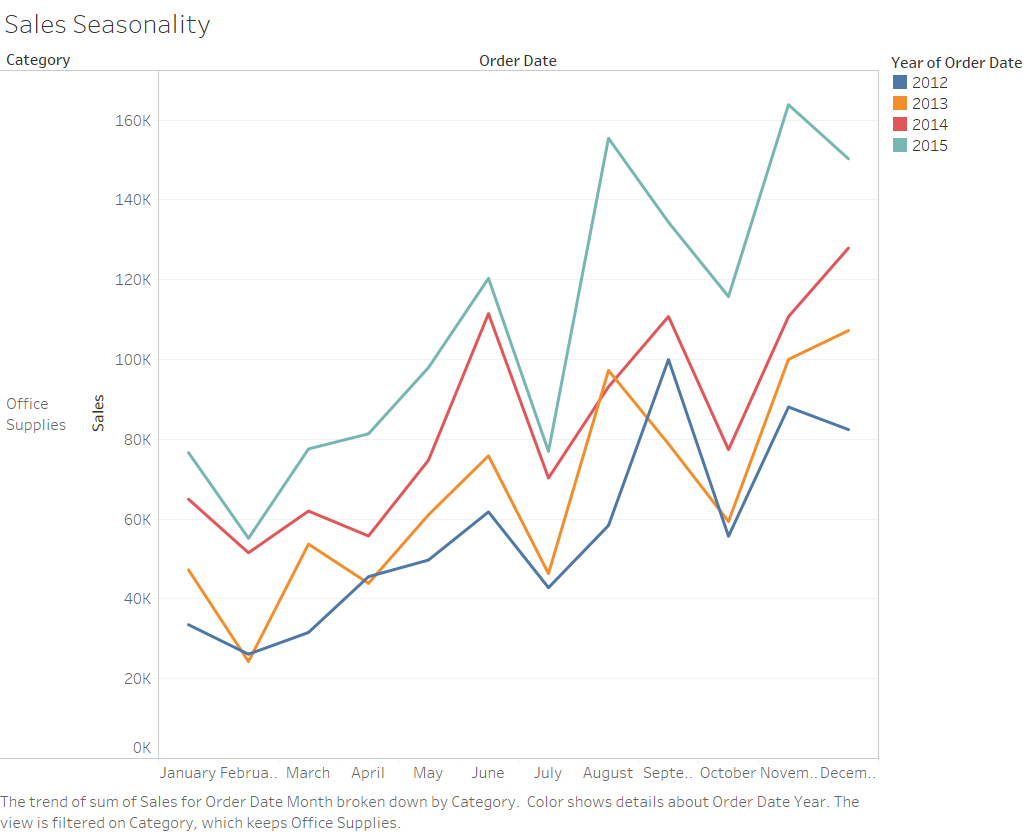 Sales Seasonality
Category
Order Date
Year of Order Date
2012
2013
2014
2015
160K
140K
120K
100K
80K
60K
40K
20K
0K
Sales
Office
Supplies
January Februa.. March April May June July August Septe.. October Novem.. Decem..
The trend of sum of Sales for Order Date Month broken down by Category.  Color shows details about Order Date Year. The
view is filtered on Category, which keeps Office Supplies.